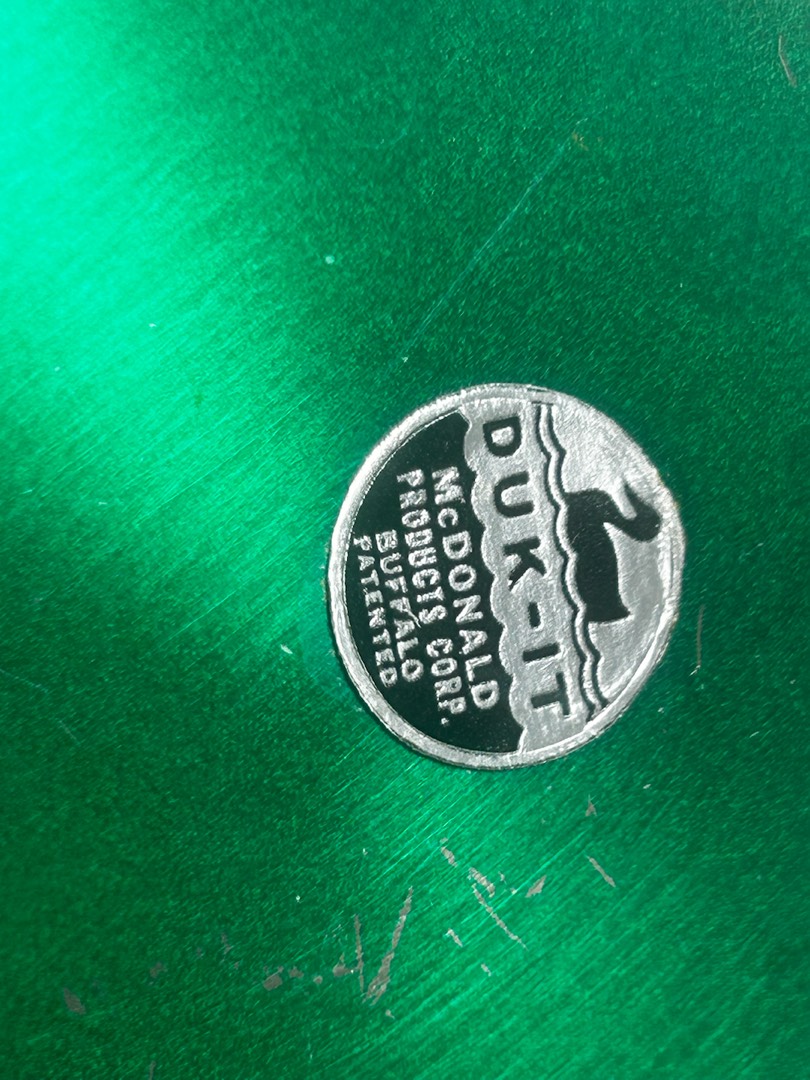 DUK-IT
McDONALD
PRODUCTS CORP.
BUFFALO
PATENTED